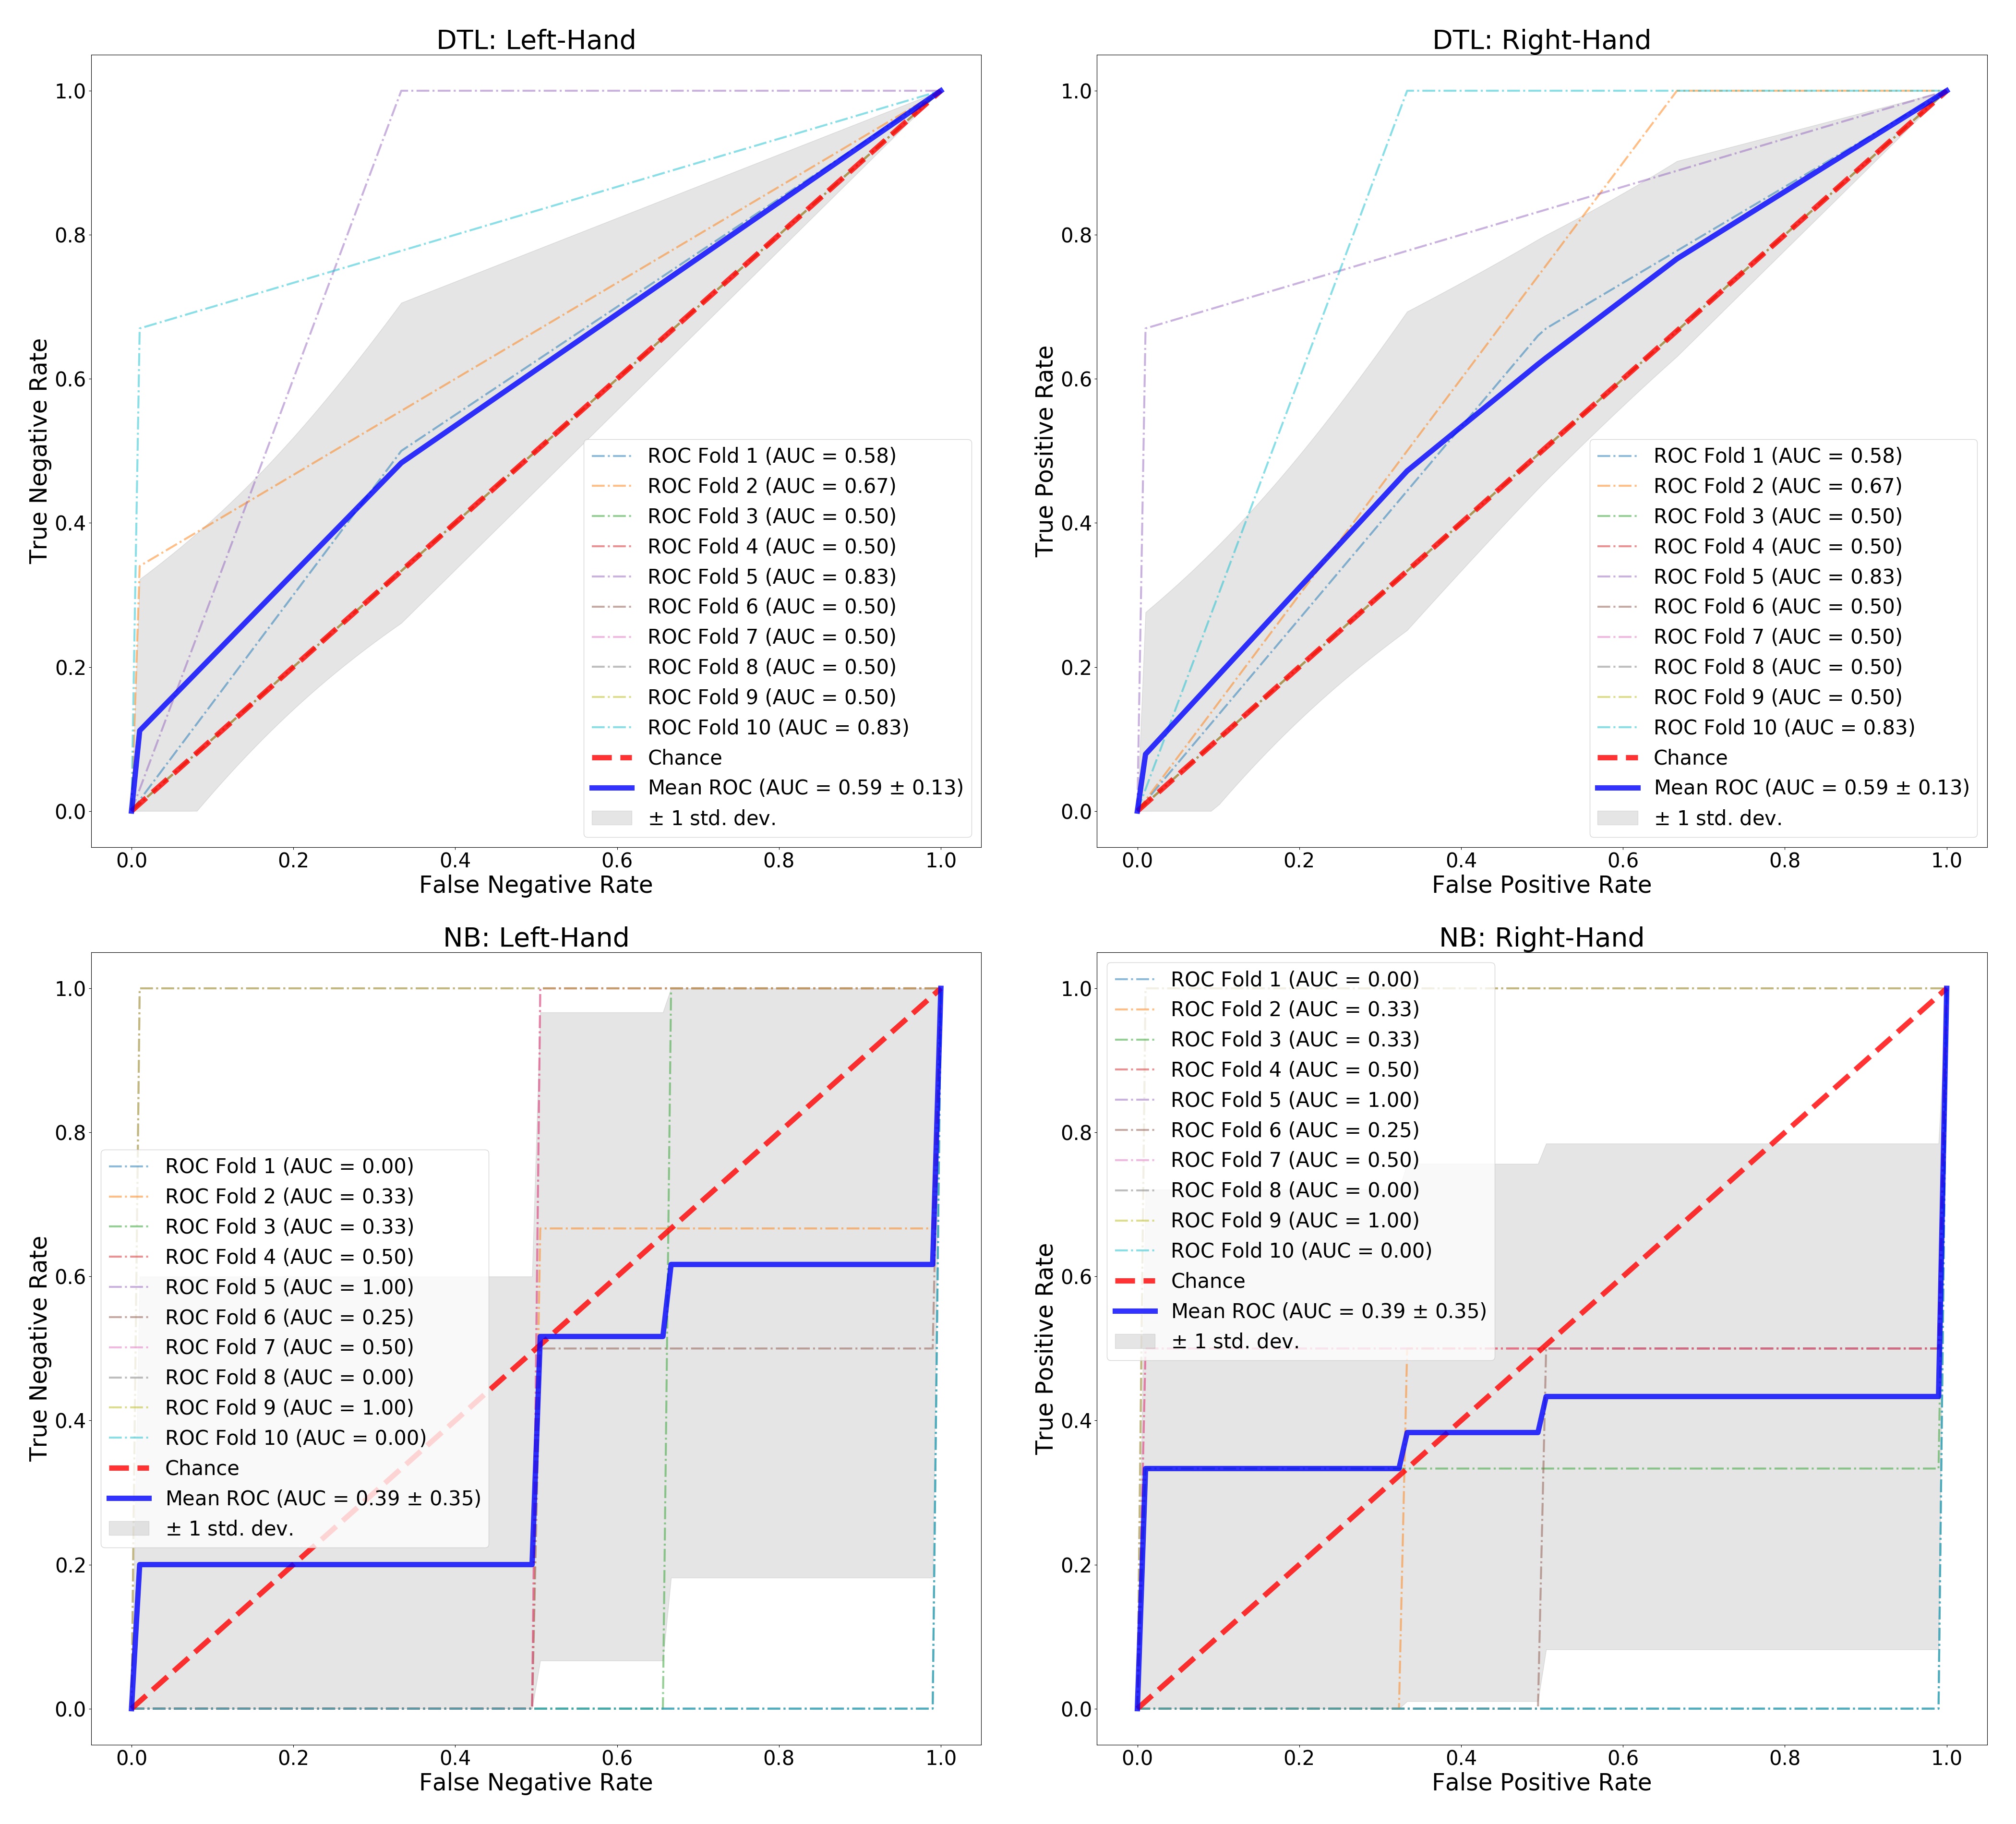 DTL: Left-Hand
True Negative Rate
1.0
0.8
0.6
0.4
0.2
0.0
ROC Fold 1 (AUC = 0.58)
ROC Fold 2 (AUC = 0.67)
ROC Fold 3 (AUC = 0.50)
ROC Fold 4 (AUC = 0.50)
ROC Fold 5 (AUC = 0.83)
ROC Fold 6 (AUC = 0.50)
ROC Fold 7 (AUC = 0.50)
ROC Fold 8 (AUC = 0.50)
ROC Fold 9 (AUC = 0.50)
ROC Fold 10 (AUC = 0.83)
Chance
Mean ROC (AUC = 0.59 ± 0.13)
± 1 std. dev.
0.0 0.2 0.4 0.6 0.8 1.0
False Negative Rate
DTL: Right-Hand
True Positive Rate
1.0
0.8
0.6
0.4
0.2
0.0
ROC Fold 1 (AUC = 0.58)
ROC Fold 2 (AUC = 0.67)
ROC Fold 3 (AUC = 0.50)
ROC Fold 4 (AUC = 0.50)
ROC Fold 5 (AUC = 0.83)
ROC Fold 6 (AUC = 0.50)
ROC Fold 7 (AUC = 0.50)
ROC Fold 8 (AUC = 0.50)
ROC Fold 9 (AUC = 0.50)
ROC Fold 10 (AUC = 0.83)
Chance
Mean ROC (AUC = 0.59 ± 0.13)
± 1 std. dev.
0.0 0.2 0.4 0.6 0.8 1.0
False Positive Rate
NB: Left-Hand
True Negative Rate
1.0
0.8
0.6
0.4
0.2
0.0
ROC Fold 1 (AUC = 0.00)
ROC Fold 2 (AUC = 0.33)
ROC Fold 3 (AUC = 0.33)
ROC Fold 4 (AUC = 0.50)
ROC Fold 5 (AUC = 1.00)
ROC Fold 6 (AUC = 0.25)
ROC Fold 7 (AUC = 0.50)
ROC Fold 8 (AUC = 0.00)
ROC Fold 9 (AUC = 1.00)
ROC Fold 10 (AUC = 0.00)
Chance
Mean ROC (AUC = 0.39 ± 0.35)
± 1 std. dev.
0.0 0.2 0.4 0.6 0.8 1.0
False Negative Rate
NB: Right-Hand
True Positive Rate
1.0
0.8
0.6
0.4
0.2
0.0
ROC Fold 1 (AUC = 0.00)
ROC Fold 2 (AUC = 0.33)
ROC Fold 3 (AUC = 0.33)
ROC Fold 4 (AUC = 0.50)
ROC Fold 5 (AUC = 1.00)
ROC Fold 6 (AUC = 0.25)
ROC Fold 7 (AUC = 0.50)
ROC Fold 8 (AUC = 0.00)
ROC Fold 9 (AUC = 1.00)
ROC Fold 10 (AUC = 0.00)
Chance
Mean ROC (AUC = 0.39 ± 0.35)
± 1 std. dev.
0.0 0.2 0.4 0.6 0.8 1.0
False Positive Rate